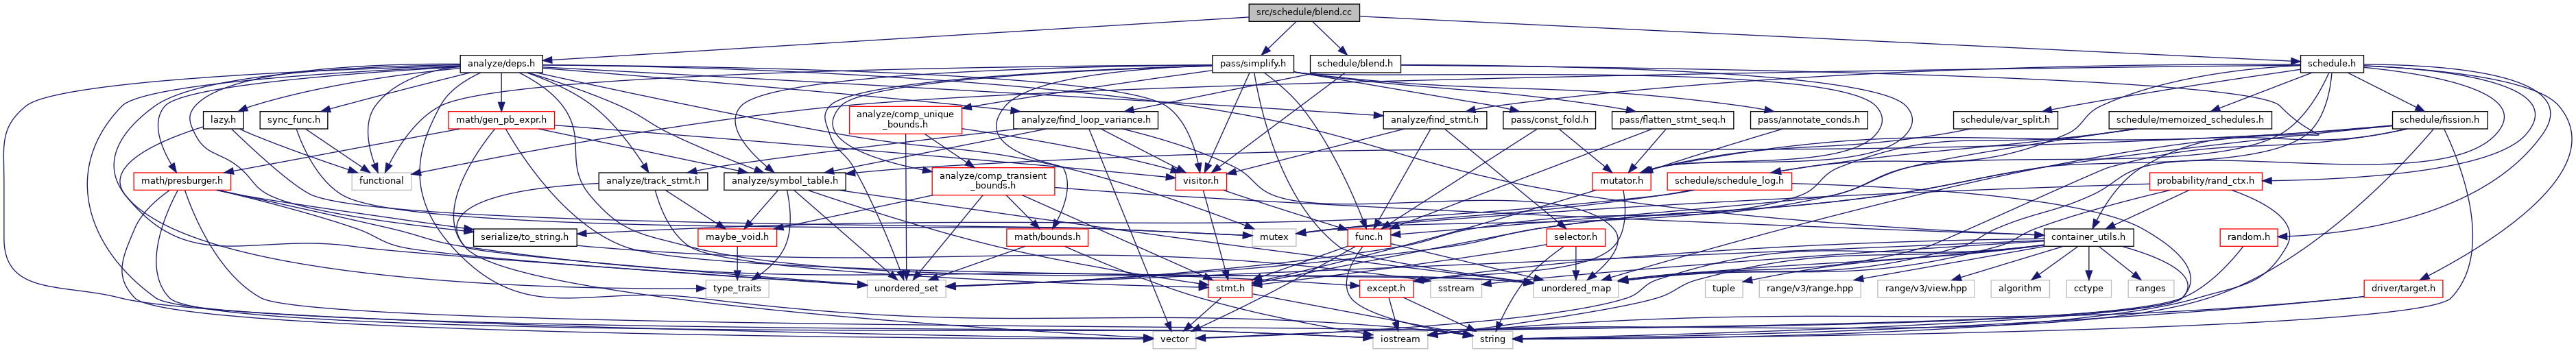 src/schedule/blend.cc
analyze/deps.h
pass/simplify.h
schedule/blend.h
schedule.h
lazy.h
sync_func.h
math/gen_pb_expr.h
analyze/comp_unique
_bounds.h
analyze/find_loop_variance.h
analyze/find_stmt.h
pass/const_fold.h
pass/flatten_stmt_seq.h
pass/annotate_conds.h
schedule/var_split.h
schedule/memoized_schedules.h
schedule/fission.h
math/presburger.h
functional
analyze/track_stmt.h
analyze/symbol_table.h
analyze/comp_transient
_bounds.h
visitor.h
mutator.h
schedule/schedule_log.h
probability/rand_ctx.h
serialize/to_string.h
maybe_void.h
math/bounds.h
mutex
func.h
selector.h
container_utils.h
random.h
type_traits
unordered_set
stmt.h
except.h
sstream
unordered_map
tuple
range/v3/range.hpp
range/v3/view.hpp
algorithm
cctype
ranges
driver/target.h
vector
iostream
string